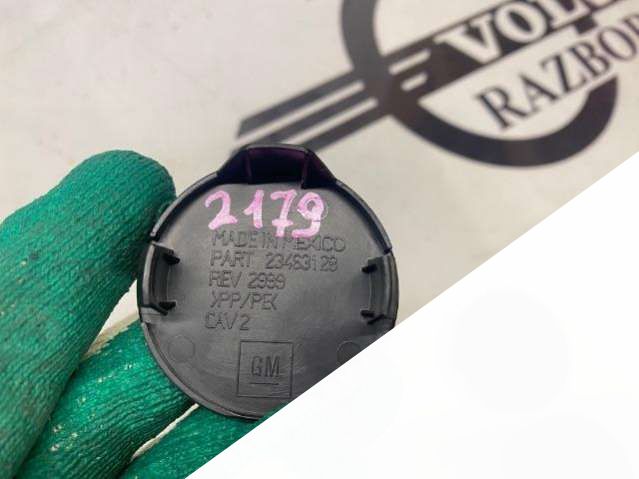 VOLV
RAZBOR
2179
MADE IN MEXICO
PART 23463128
REV 2999
XPP/PEK
CAV 2
GM